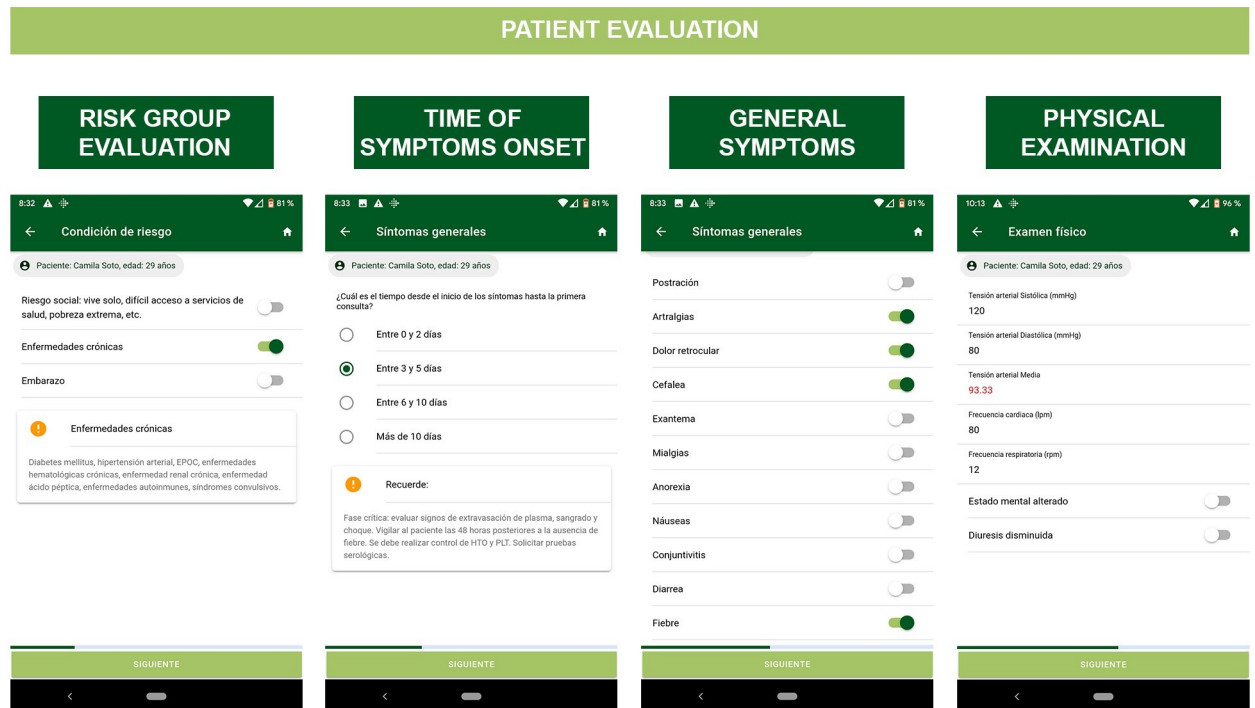 PATIENT EVALUATION
RISK GROUP
EVALUATION
8:32
81 %
Condición de riesgo
Paciente: Camila Soto, edad: 29 años
Riesgo social: vive solo, difícil acceso a servicios de
salud, pobreza extrema, etc.
Enfermedades crónicas
Embarazo
Enfermedades crónicas
Diabetes mellitus, hipertensión arterial, EPOC, enfermedades
hematológicas crónicas, enfermedad renal crónica, enfermedad
ácido péptica, enfermedades autoinmunes, síndromes convulsivos.
SIGUIENTE
TIME OF
SYMPTOMS ONSET
8:33
81 %
Síntomas generales
Paciente: Camila Soto, edad: 29 años
¿Cuál es el tiempo desde el inicio de los síntomas hasta la primera
consulta?
Entre 0 y 2 días
Entre 3 y 5 días
Entre 6 y 10 días
Más de 10 días
Recuerde:
Fase crítica: evaluar signos de extravasación de plasma, sangrado y
choque. Vigilar al paciente las 48 horas posteriores a la ausencia de
fiebre. Se debe realizar control de HTO y PLT. Solicitar pruebas
serológicas.
SIGUIENTE
GENERAL
SYMPTOMS
8:33
81 %
Síntomas generales
Postración
Artralgias
Dolor retrocular
Cefalea
Exantema
Mialgias
Anorexia
Náuseas
Conjuntivitis
Diarrea
Fiebre
SIGUIENTE
PHYSICAL
EXAMINATION
10:13
96 %
Examen físico
Paciente: Camila Soto, edad: 29 años
Tensión arterial Sistólica (mmHg)
120
Tensión arterial Diastólica (mmHg)
80
Tensión arterial Media
93.33
Frecuencia cardiaca (lpm)
80
Frecuencia respiratoria (rpm)
12
Estado mental alterado
Diuresis disminuida
SIGUIENTE